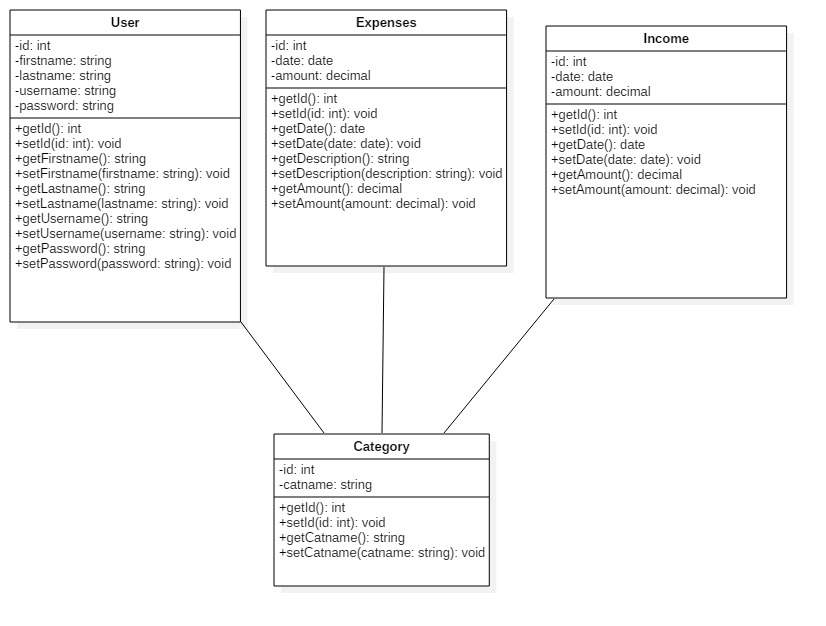 User
-id: int
-firstname: string
-lastname: string
-username: string
-password: string
+getId(): int
+setId(id: int): void
+getFirstname(): string
+setFirstname(firstname: string): void
+getLastname(): string
+setLastname(lastname: string): void
+getUsername(): string
+setUsername(username: string): void
+getPassword(): string
+setPassword(password: string): void
Expenses
-id: int
-date: date
-amount: decimal
+getId(): int
+setId(id: int): void
+getDate(): date
+setDate(date: date): void
+getDescription(): string
+setDescription(description: string): void
+getAmount(): decimal
+setAmount(amount: decimal): void
Income
-id: int
-date: date
-amount: decimal
+getId(): int
+setId(id: int): void
+getDate(): date
+setDate(date: date): void
+getAmount(): decimal
+setAmount(amount: decimal): void
Category
-id: int
-catname: string
+getId(): int
+setId(id: int): void
+getCatname(): string
+setCatname(catname: string): void